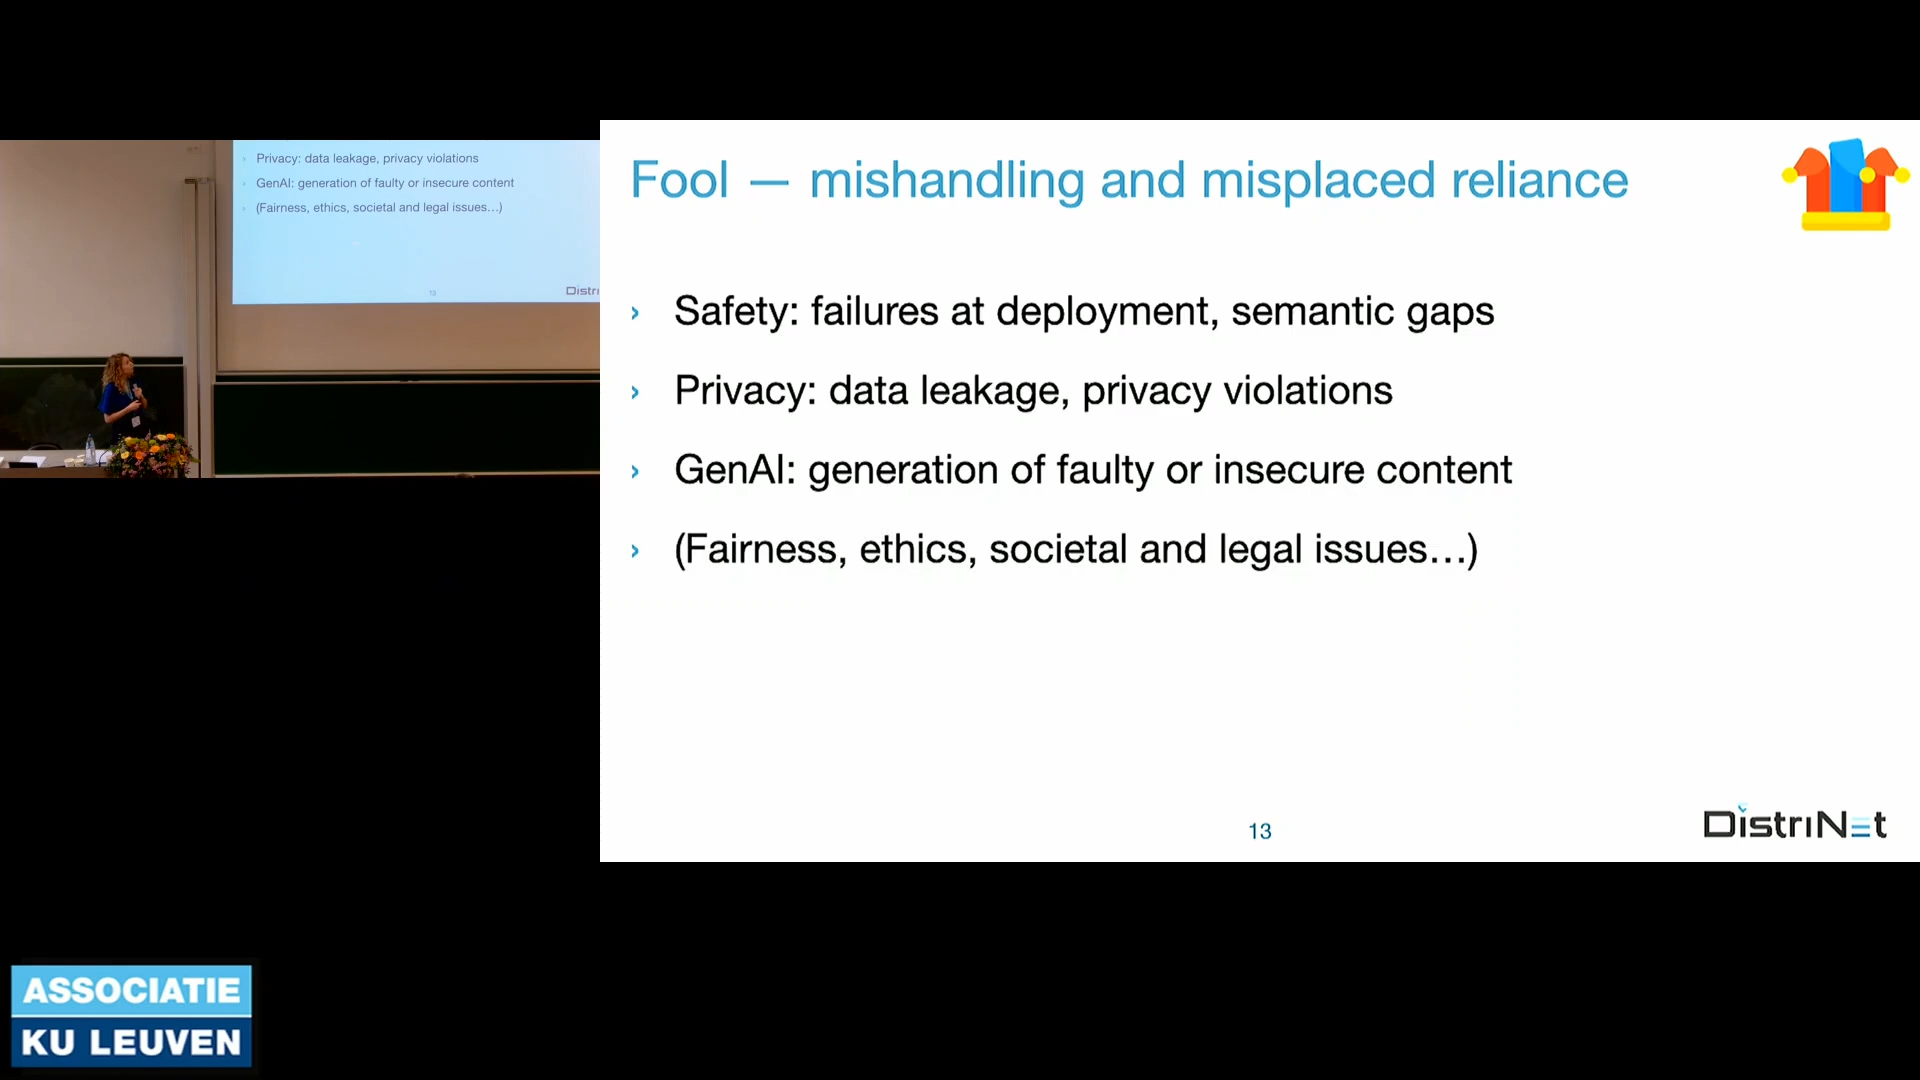 Privacy: data leakage, privacy violations
GenAI: generation of faulty or insecure content
(Fairness, ethics, societal and legal issues...)
13
Distri
Fool — mishandling and misplaced reliance
› Safety: failures at deployment, semantic gaps
› Privacy: data leakage, privacy violations
› GenAI: generation of faulty or insecure content
› (Fairness, ethics, societal and legal issues...)
13
DistriNet
ASSOCIATIE
KU LEUVEN